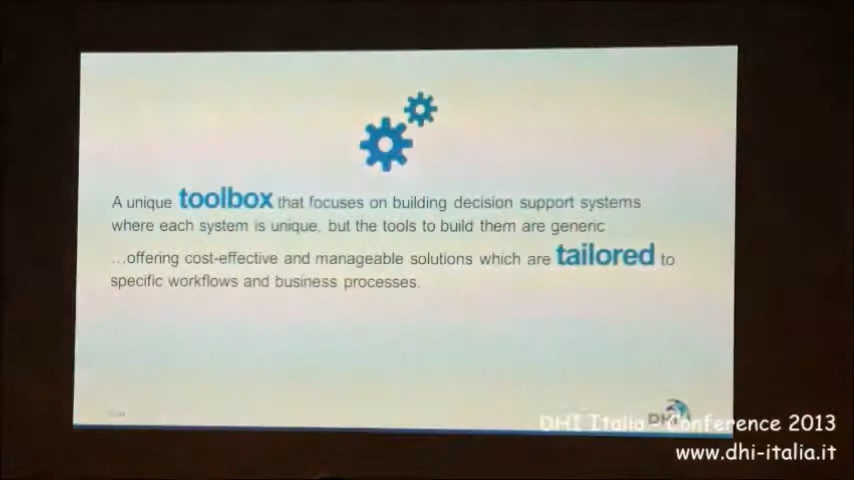 A unique toolbox that focuses on building decision support systems
where each system is unique, but the tools to build them are generic
...offering cost-effective and manageable solutions which are tailored to
specific workflows and business processes.
DHI
DHI Italia Conference 2013
www.dhi-italia.it